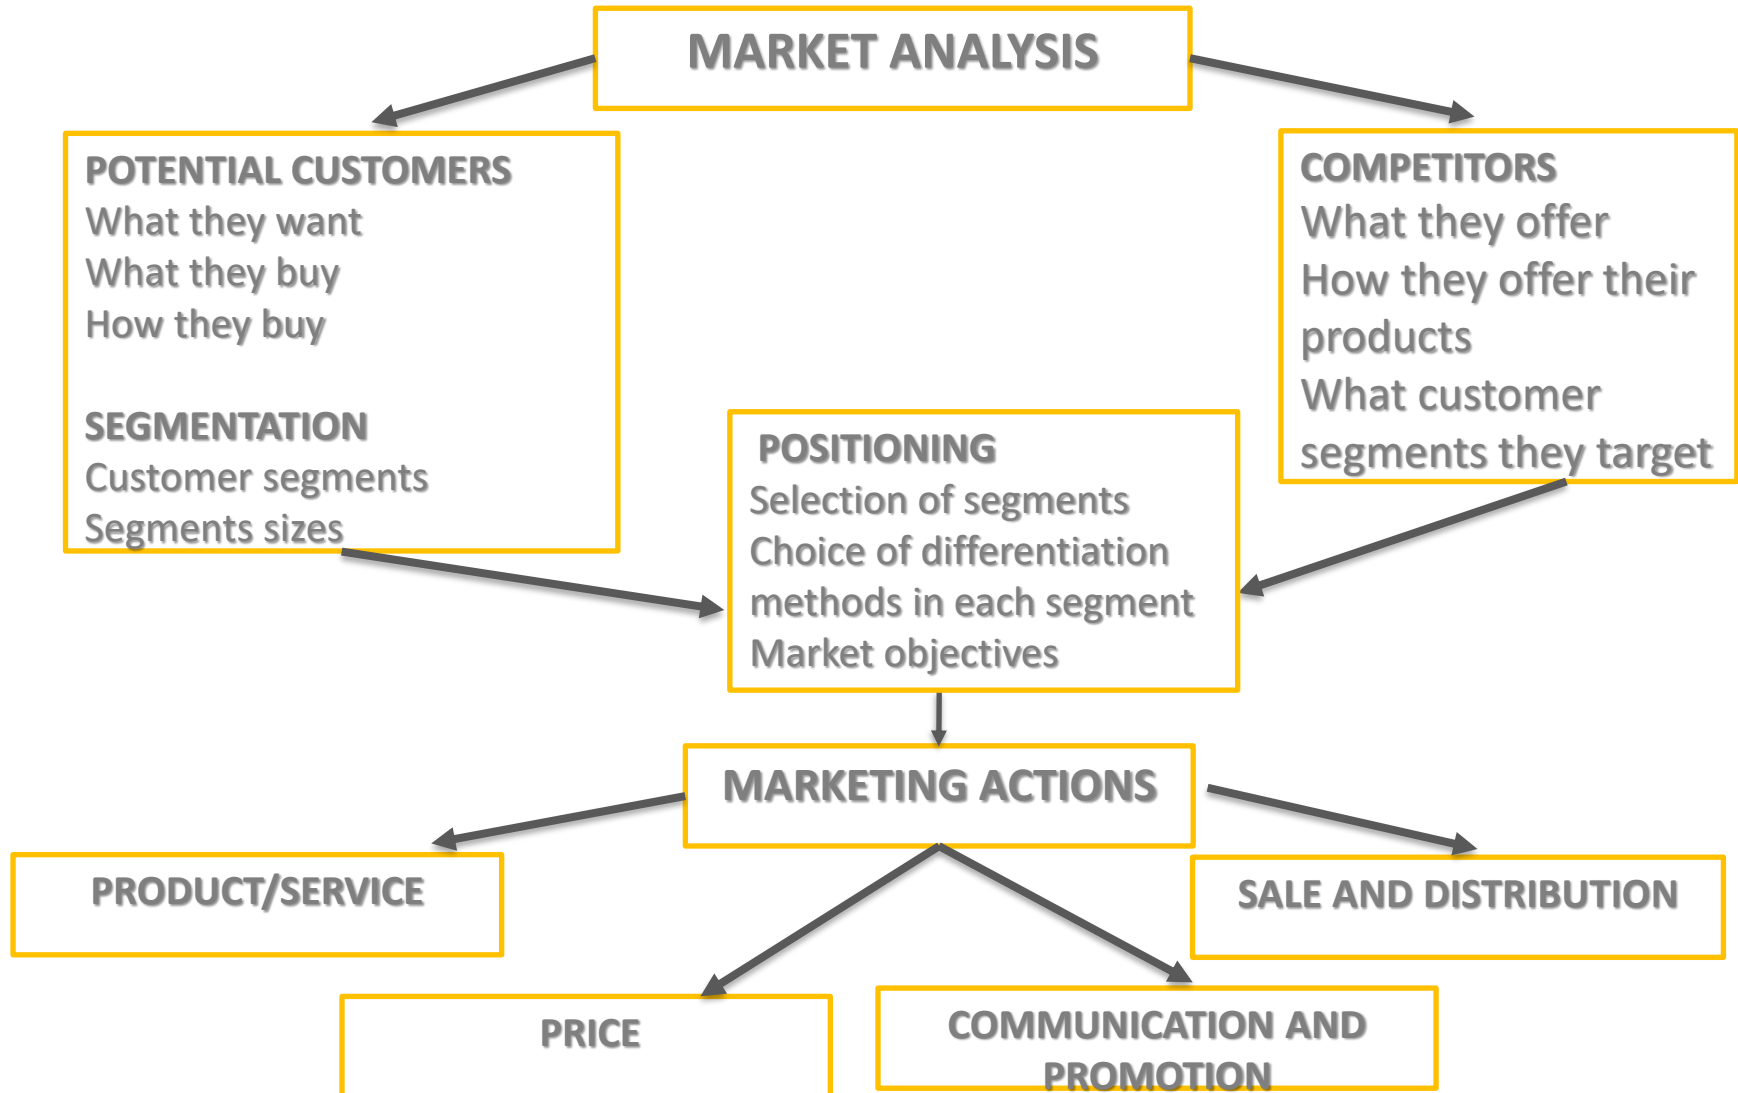 MARKET ANALYSIS
POTENTIAL CUSTOMERS
What they want
What they buy
How they buy
SEGMENTATION
Customer segments
Segments sizes
COMPETITORS
What they offer
How they offer their
products
What customer
segments they target
POSITIONING
Selection of segments
Choice of differentiation
methods in each segment
Market objectives
MARKETING ACTIONS
PRODUCT/SERVICE
SALE AND DISTRIBUTION
PRICE
COMMUNICATION AND
PROMOTION